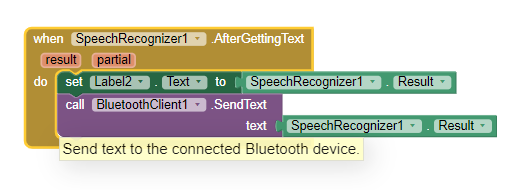 when SpeechRecognizer1 .AfterGettingText
result partial
do set Label2 . Text to SpeechRecognizer1 . Result
call BluetoothClient1 .SendText
text SpeechRecognizer1 . Result
Send text to the connected Bluetooth device.